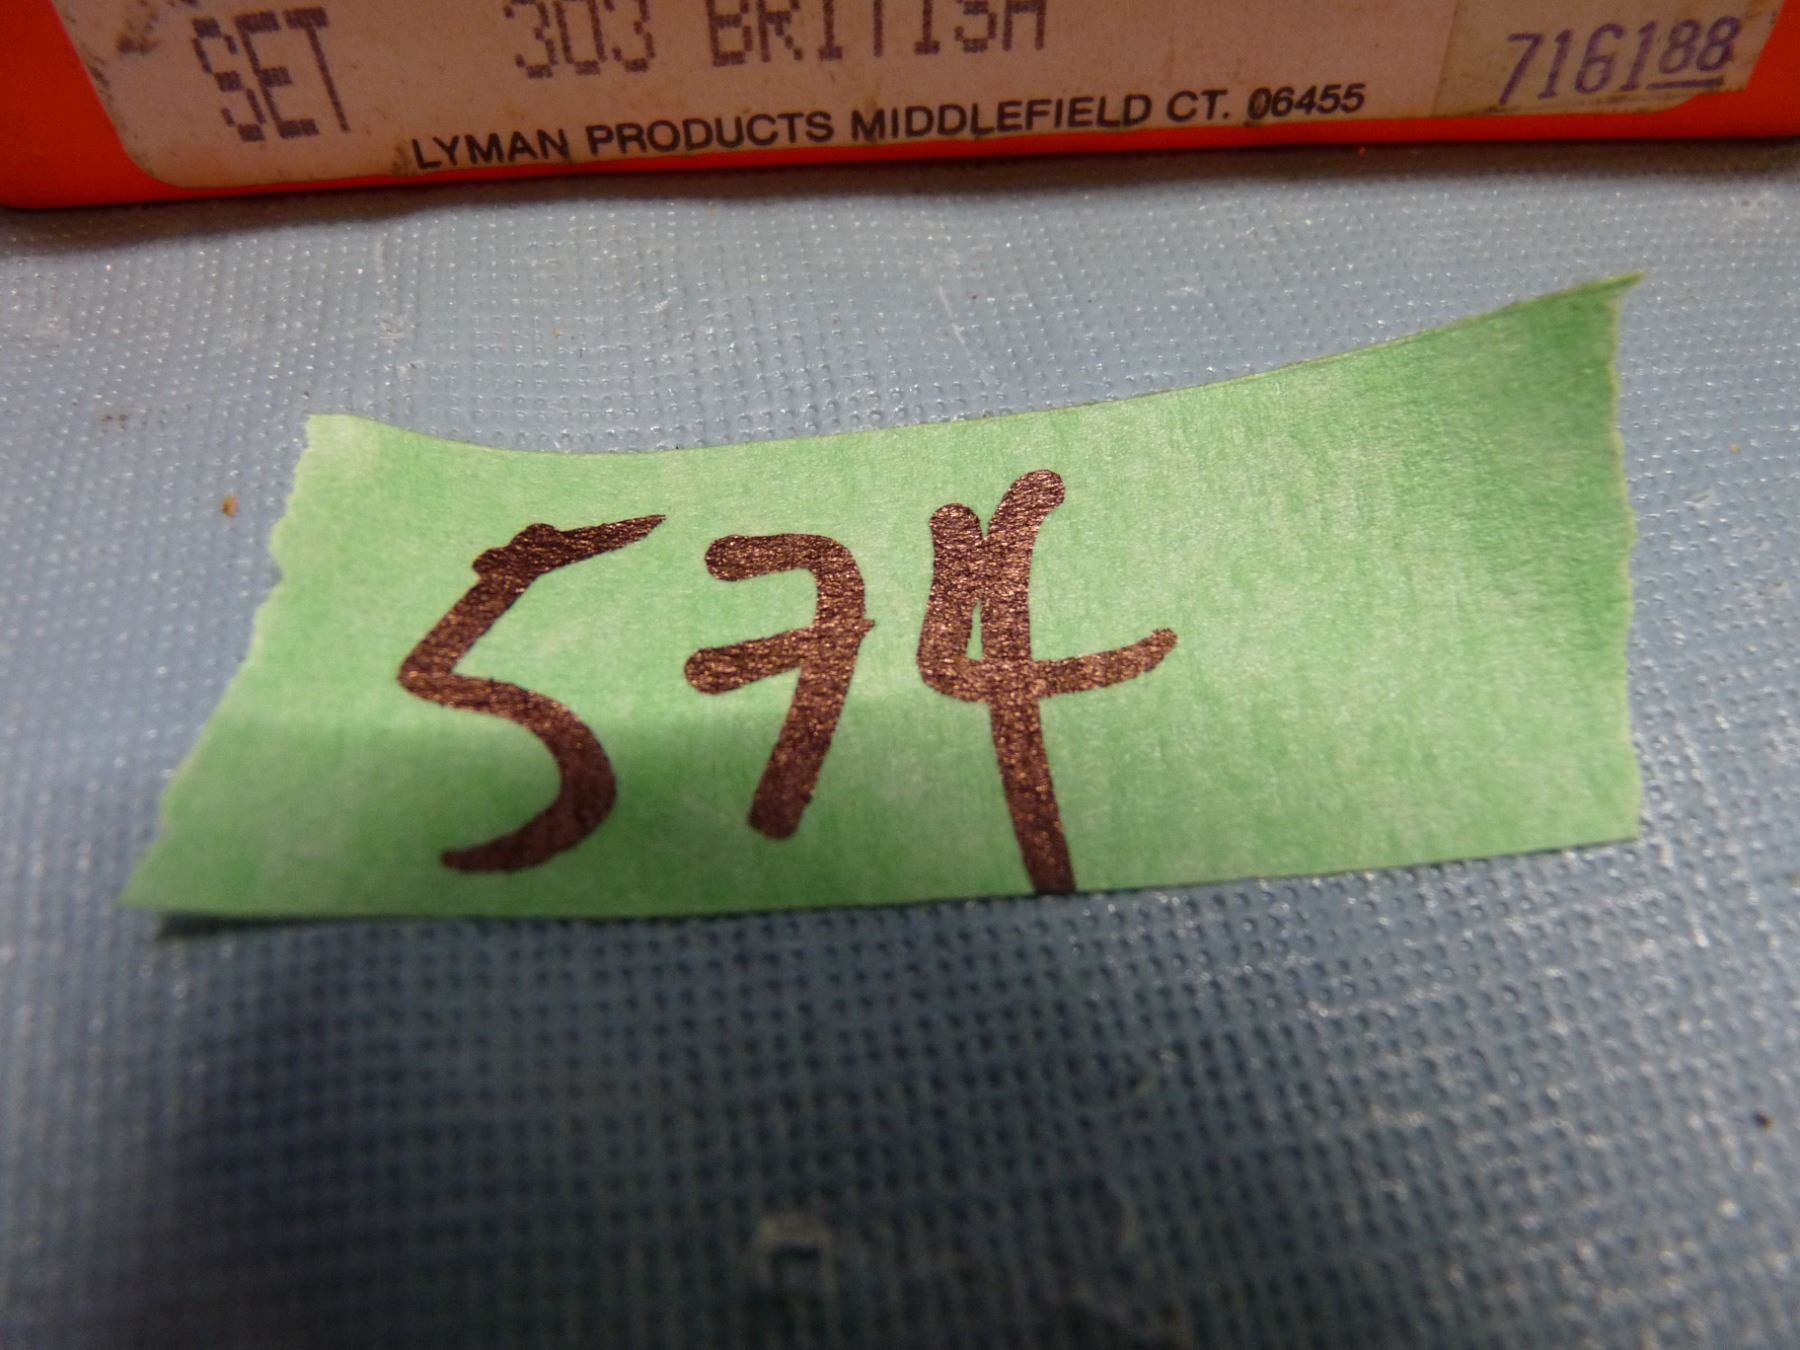 SET 303 BRITISH 716188
LYMAN PRODUCTS MIDDLEFIELD CT. 06455
574